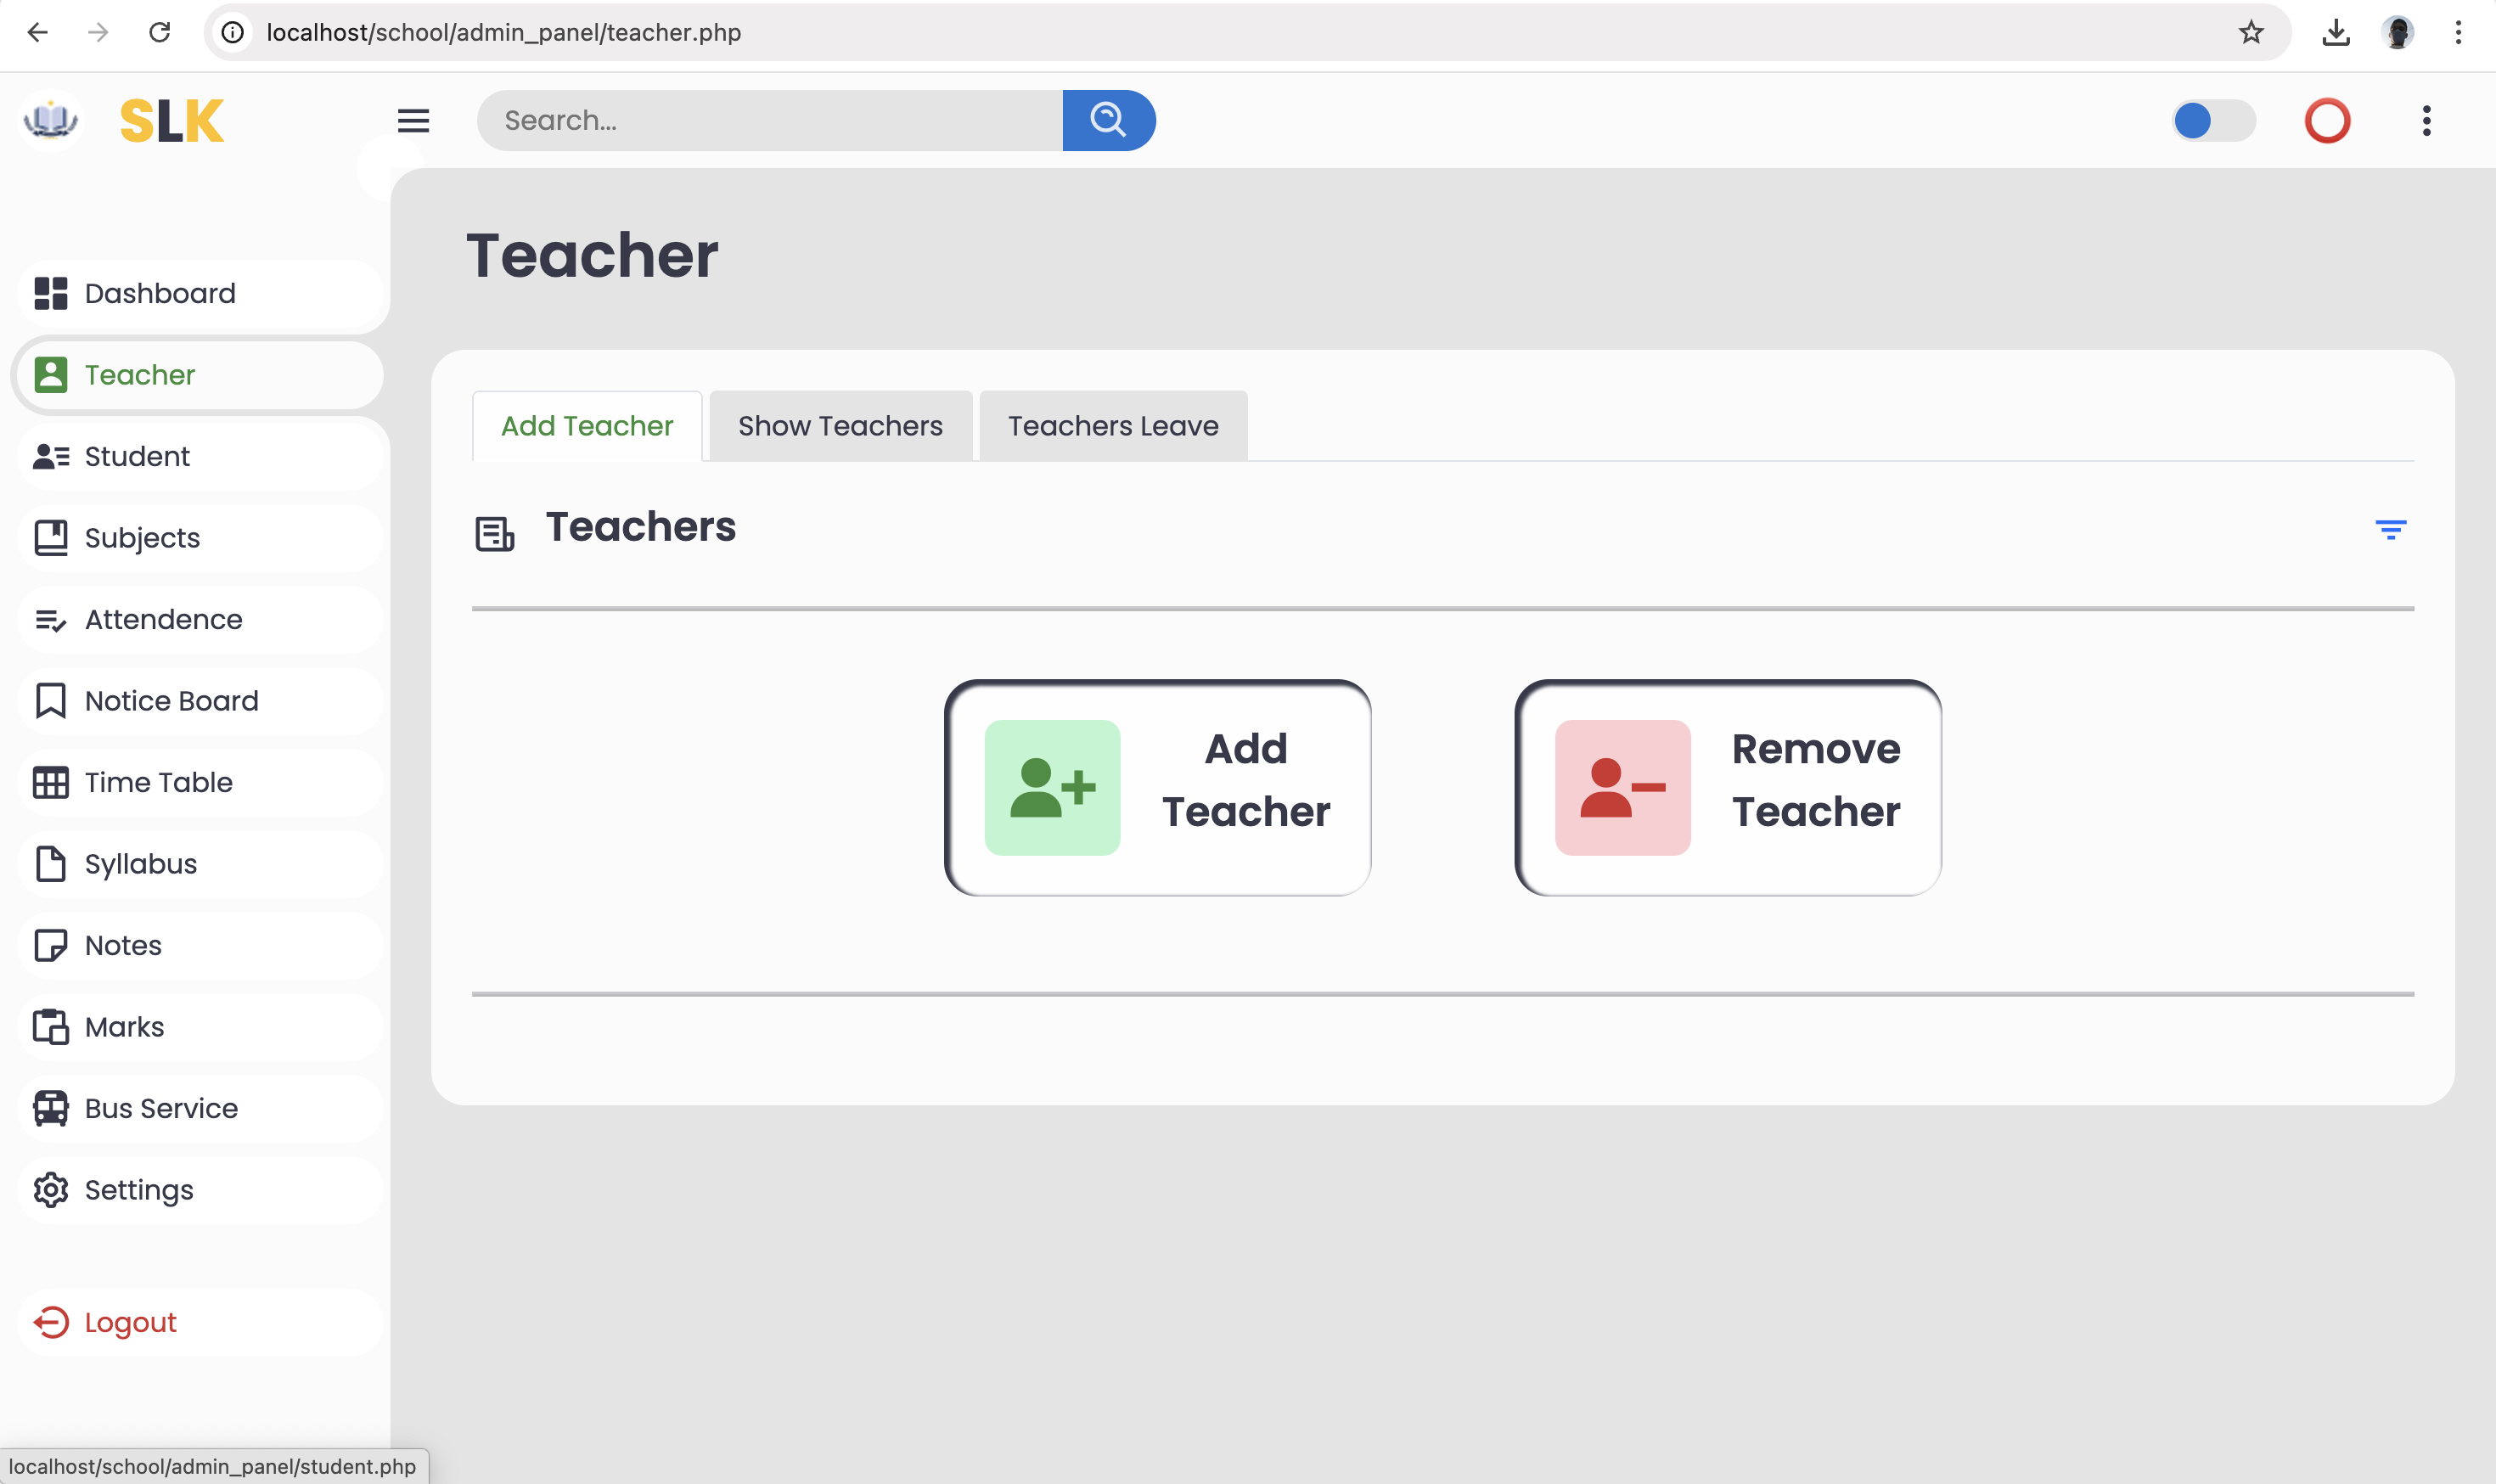 localhost/school/admin_panel/teacher.php
SLK
Search...
Teacher
Dashboard
Teacher
Student
Subjects
Attendence
Notice Board
Time Table
Syllabus
Notes
Marks
Bus Service
Settings
Logout
Add Teacher
Show Teachers
Teachers Leave
Teachers
Add
Teacher
Remove
Teacher
localhost/school/admin_panel/student.php